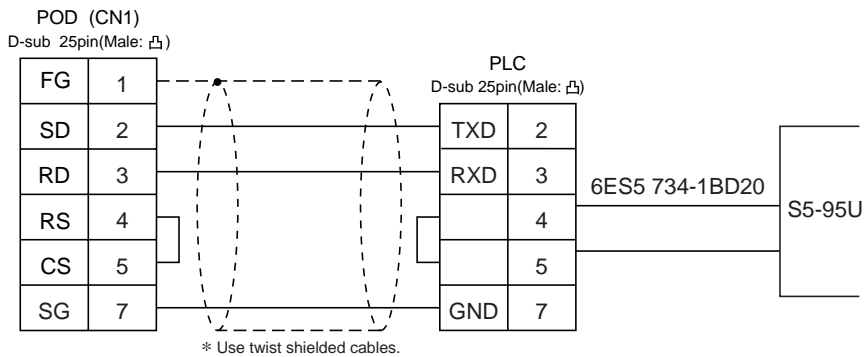 POD (CN1)
D-sub 25pin(Male: 凸)
FG 1
SD 2
RD 3
RS 4
CS 5
SG 7
PLC
D-sub 25pin(Male: 凸)
TXD 2
RXD 3
4
5
GND 7
6ES5 734-1BD20
S5-95U
* Use twist shielded cables.